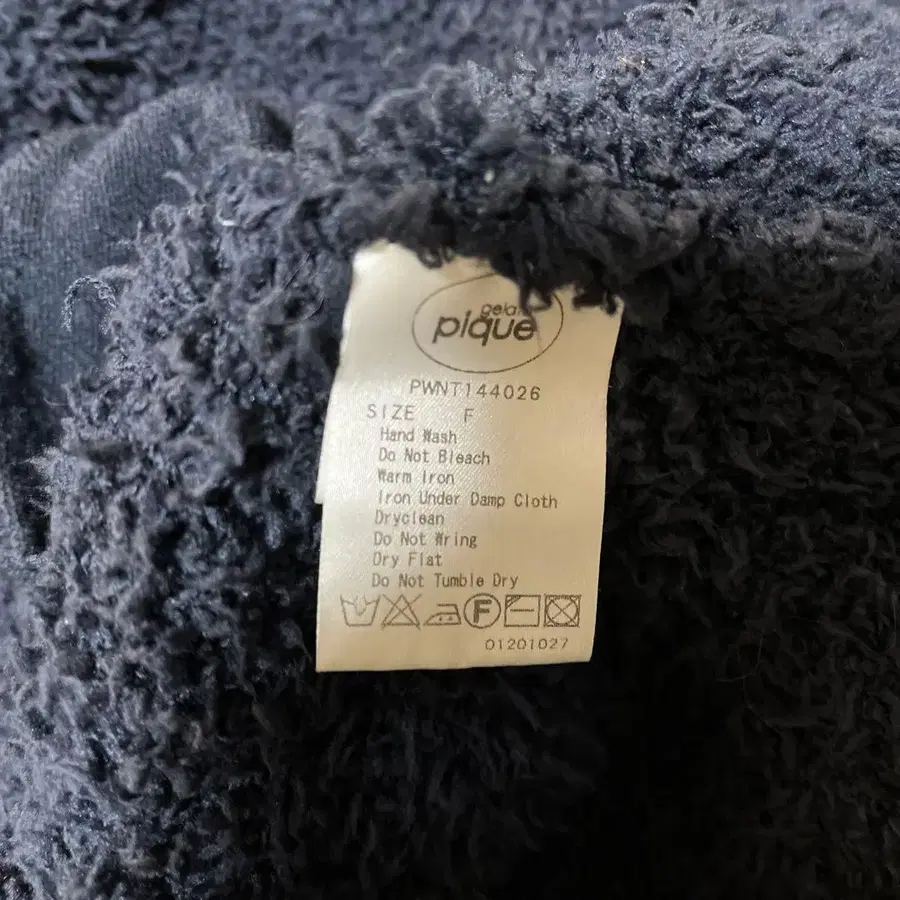 pique
PWNT144026
SIZE F
Hand Wash
Do Not Bleach
Warm Iron
Iron Under Damp Cloth
Dryclean
Do Not Wring
Dry Flat
Do Not Tumble Dry
F
01201027